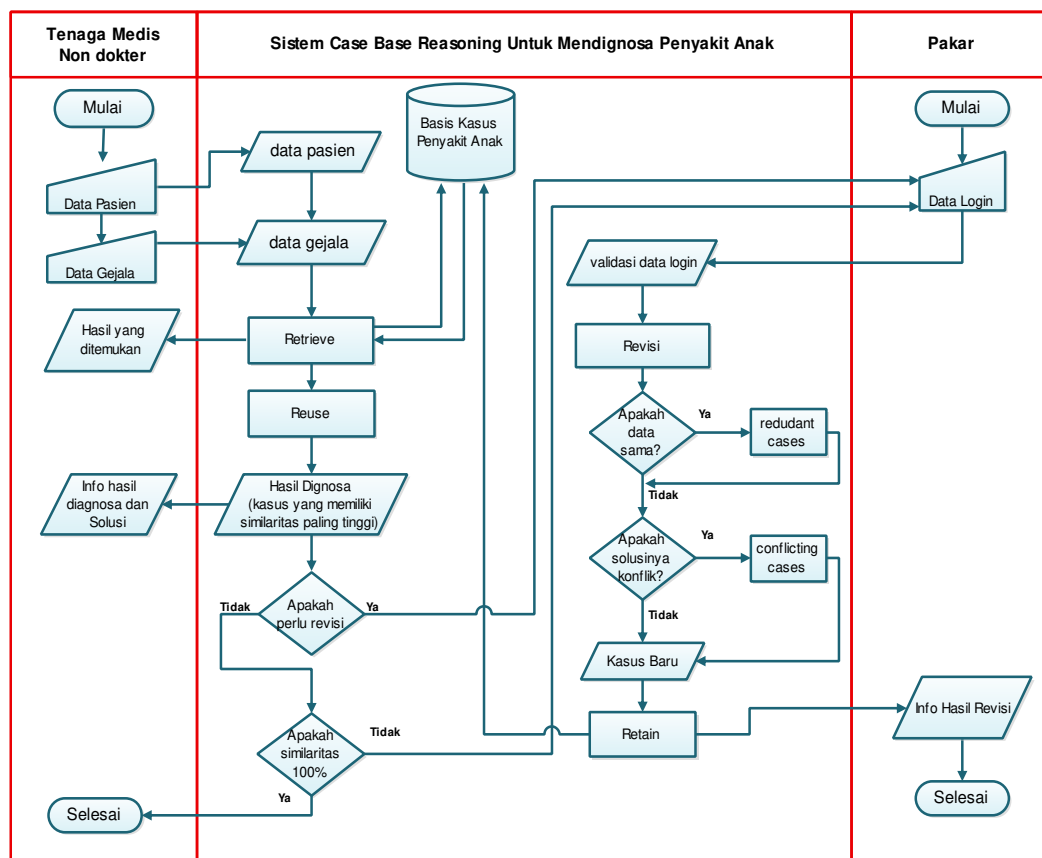 Tenaga Medis
Non dokter
Sistem Case Base Reasoning Untuk Mendignosa Penyakit Anak
Pakar
Mulai
Data Pasien
Data Gejala
Hasil yang
ditemukan
Info hasil
diagnosa dan
Solusi
Selesai
data pasien
data gejala
Basis Kasus
Penyakit Anak
Retrieve
Reuse
Hasil Dignosa
(kasus yang memiliki
similaritas paling tinggi)
Tidak
Apakah
perlu revisi
Ya
Apakah
similaritas
100%
Tidak
Ya
validasi data login
Revisi
Apakah
data
sama?
Ya
redudant
cases
Tidak
Apakah
solusinya
konflik?
Ya
conflicting
cases
Tidak
Kasus Baru
Retain
Mulai
Data Login
Info Hasil Revisi
Selesai